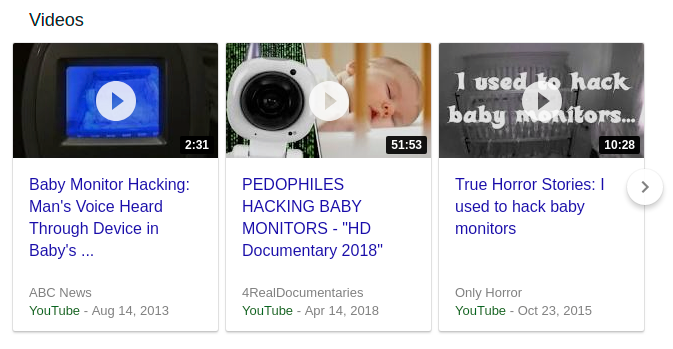 Videos
I used to hack
baby monitors...
2:31
51:53
10:28
Baby Monitor Hacking:
Man's Voice Heard
Through Device in
Baby's ...
PEDOPHILES
HACKING BABY
MONITORS - "HD
Documentary 2018"
True Horror Stories: I
used to hack baby
monitors
ABC News
YouTube - Aug 14, 2013
4RealDocumentaries
YouTube - Apr 14, 2018
Only Horror
YouTube - Oct 23, 2015